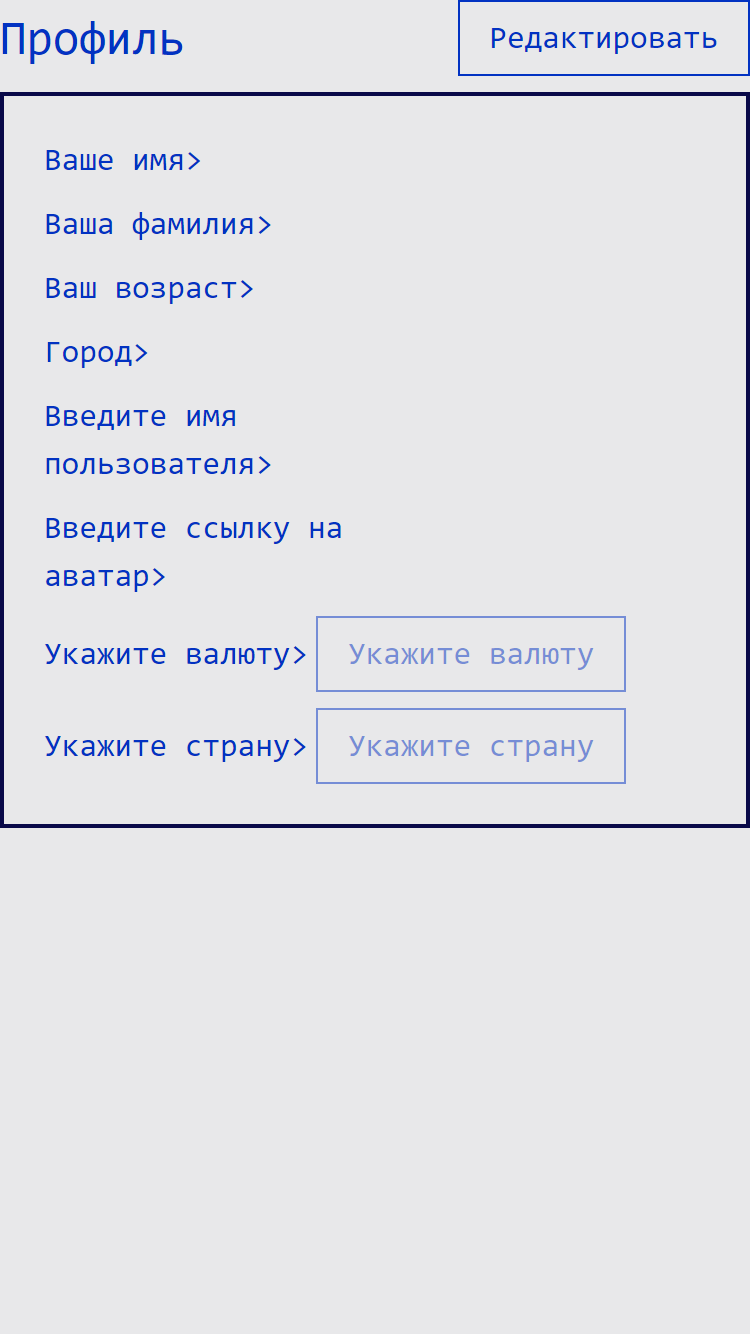 Профиль
Редактировать
Ваше имя>
Ваша фамилия>
Ваш возраст>
Город>
Введите имя
пользователя>
Введите ссылку на
аватар>
Укажите валюту> Укажите валюту
Укажите страну> Укажите страну